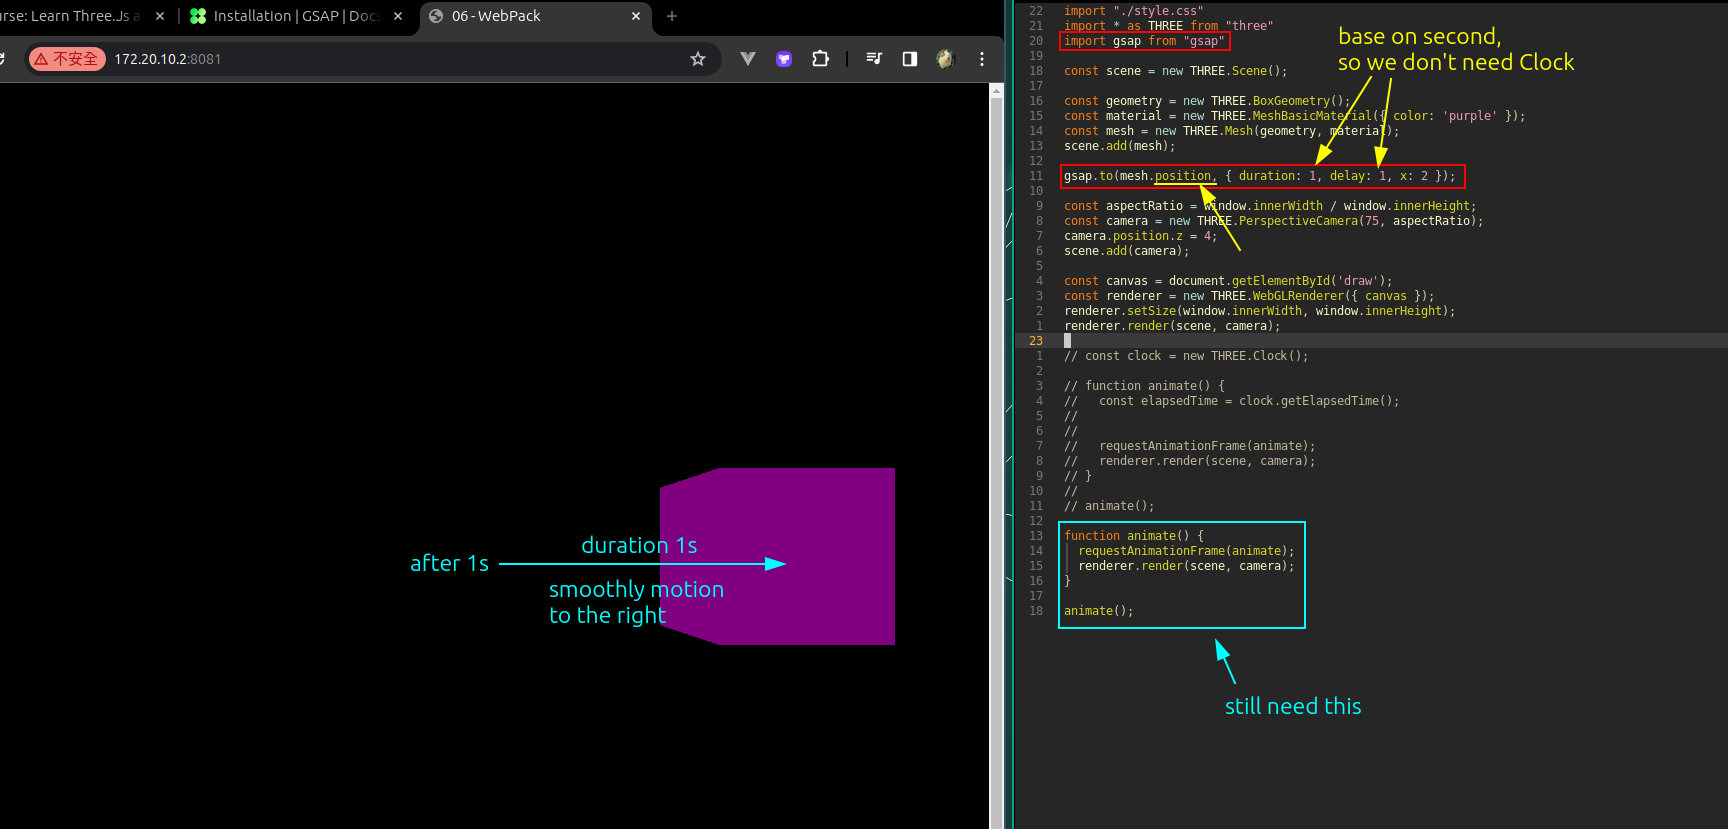 urse: Learn Three.Js a
Installation | GSAP | Docs
06 - WebPack
不安全
172.20.10.2:8081
after 1s
duration 1s
smoothly motion
to the right
22 import "./style.css"
21 import * as THREE from "three"
20 import gsap from "gsap"
19
18 const scene = new THREE.Scene();
17
16 const geometry = new THREE.BoxGeometry();
15 const material = new THREE.MeshBasicMaterial({ color: 'purple' });
14 const mesh = new THREE.Mesh(geometry, material);
13 scene.add(mesh);
12
11 gsap.to(mesh.position, { duration: 1, delay: 1, x: 2 });
10
9 const aspectRatio = window.innerWidth / window.innerHeight;
8 const camera = new THREE.PerspectiveCamera(75, aspectRatio);
7 camera.position.z = 4;
6 scene.add(camera);
5
4 const canvas = document.getElementById('draw');
3 const renderer = new THREE.WebGLRenderer({ canvas });
2 renderer.setSize(window.innerWidth, window.innerHeight);
1 renderer.render(scene, camera);
23
1 // const clock = new THREE.Clock();
2
3 // function animate() {
4 //   const elapsedTime = clock.getElapsedTime();
5 //
6 //
7 //   requestAnimationFrame(animate);
8 //   renderer.render(scene, camera);
9 // }
10 //
11 // animate();
12
13 function animate() {
14   requestAnimationFrame(animate);
15   renderer.render(scene, camera);
16 }
17
18 animate();
base on second,
so we don't need Clock
still need this